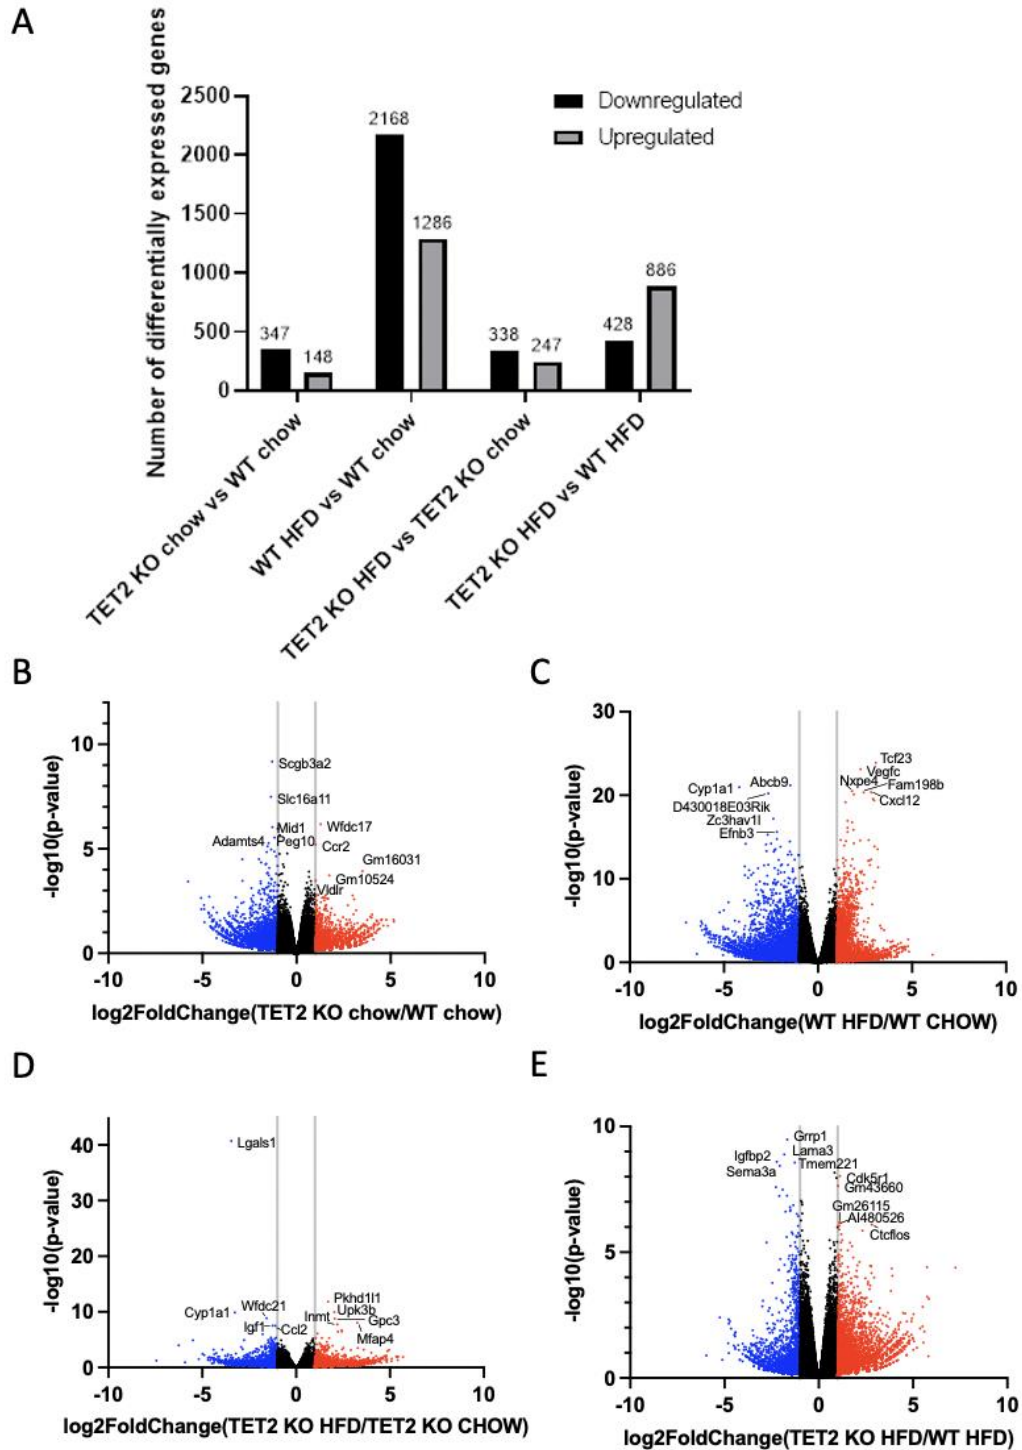 A
Number of differentially expressed genes
2500
2000
1500
1000
500
0
Downregulated
Upregulated
347
148
2168
1286
338
247
428
886
TET2 KO chow vs WT chow
WT HFD vs WT chow
TET2 KO HFD vs TET2 KO chow
TET2 KO HFD vs WT HFD
B
-log10(p-value)
10
5
0
Scgb3a2
Slc16a11
Mid1
Wfdc17
Adamts4
Peg10
Ccr2
Gm16031
Gm10524
Vldlr
-5
0
5
10
log2FoldChange(TET2 KO chow/WT chow)
C
-log10(p-value)
30
20
10
0
Tcf23
Vegfc
Nxpe4
Fam198b
Cxcl12
Abcb9
Cyp1a1
D430018E03Rik
Zc3hav1l
Efnb3
-10
-5
0
5
10
log2FoldChange(WT HFD/WT CHOW)
D
-log10(p-value)
40
30
20
10
0
Lgals1
Cyp1a1
Wfdc21
Igf1
Ccl2
Pkhd1l1
Upk3b
Inmt
Gpc3
Mfap4
-10
-5
0
5
10
log2FoldChange(TET2 KO HFD/TET2 KO CHOW)
E
-log10(p-value)
10
5
0
Grrp1
Lama3
Igfbp2
Tmem221
Sema3a
Cdk5r1
Gm43660
Gm26115
AI480526
Ctcflos
-10
-5
0
5
10
log2FoldChange(TET2 KO HFD/WT HFD)
-10